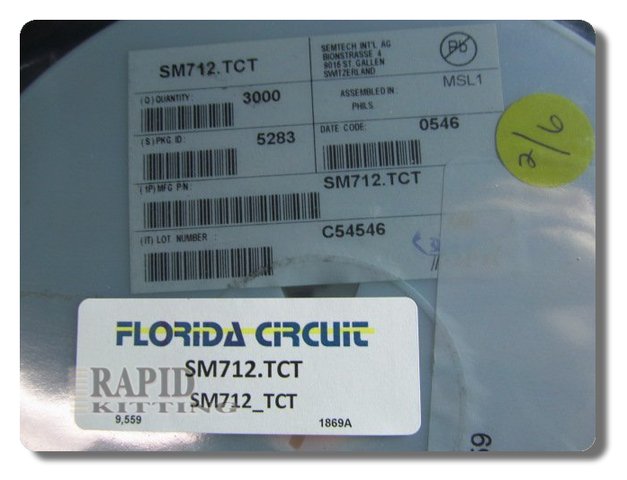 SM712.TCT
SEMTECH INT'L AG
BIONSTRASSE 4
9015 ST. GALLEN
SWITZERLAND
Pb
MSL1
(Q) QUANTITY: 3000
ASSEMBLED IN:
PHILS.
(S) PKG ID: 5283
DATE CODE: 0546
2/6
(1P) MFG P/N: SM712.TCT
(1T) LOT NUMBER : C54546
FLORIDA CIRCUIT
SM712.TCT
RAPID
KITTING
SM712_TCT
9,559 1869A